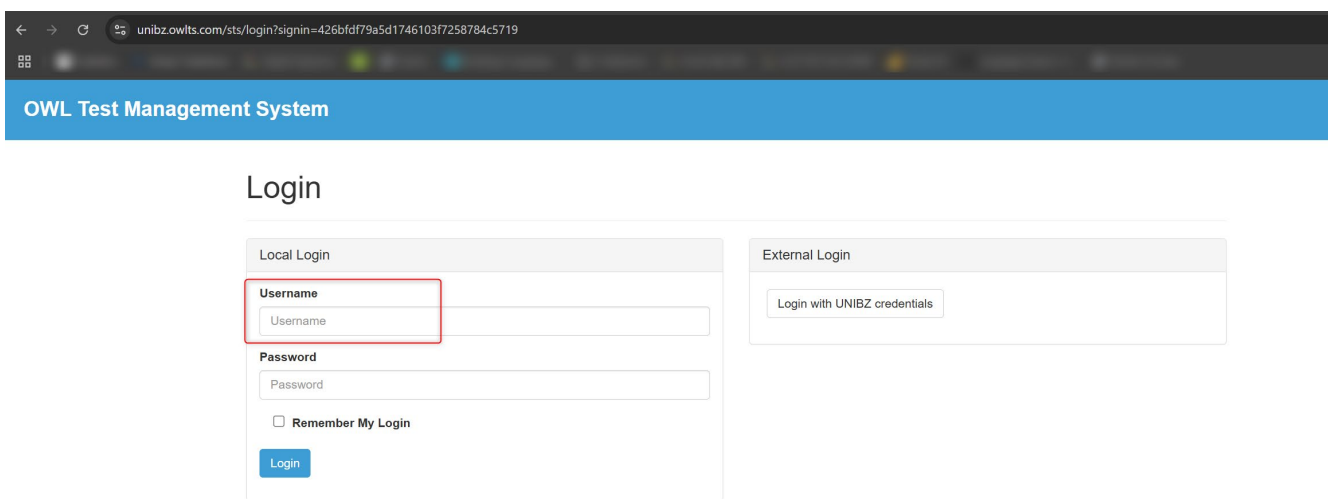 unibz.owlts.com/sts/login?signin=426bfdf79a5d1746103f7258784c5719
OWL Test Management System
Login
Local Login
Username
Username
Password
Password
Remember My Login
Login
External Login
Login with UNIBZ credentials